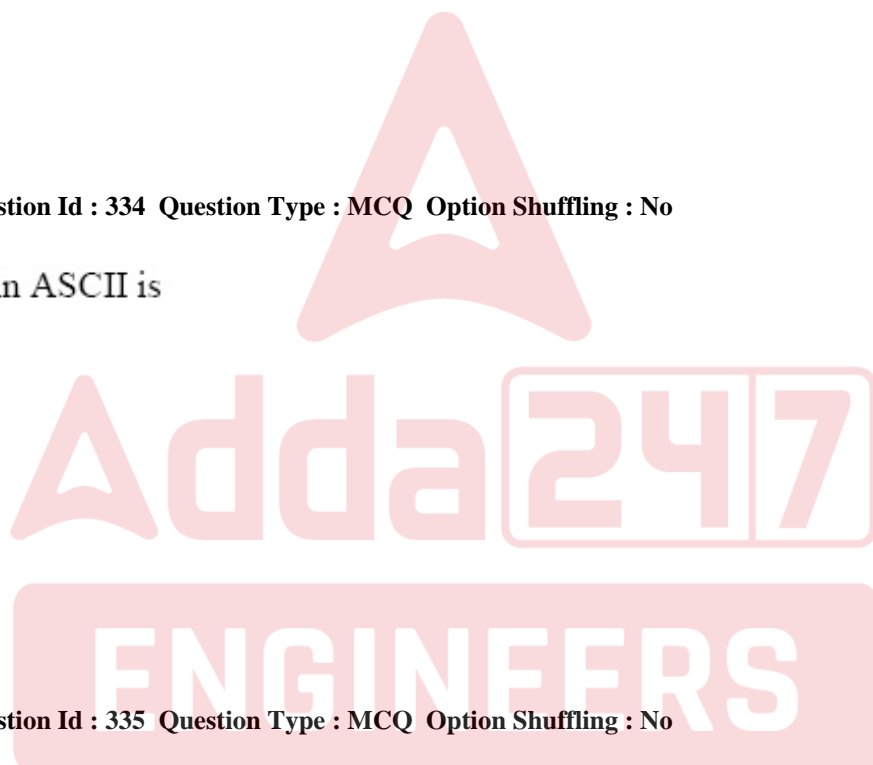 stion Id : 334 Question Type : MCQ Option Shuffling : No
n ASCII is
Adda247
ENGINEERS
stion Id : 335 Question Type : MCQ Option Shuffling : No